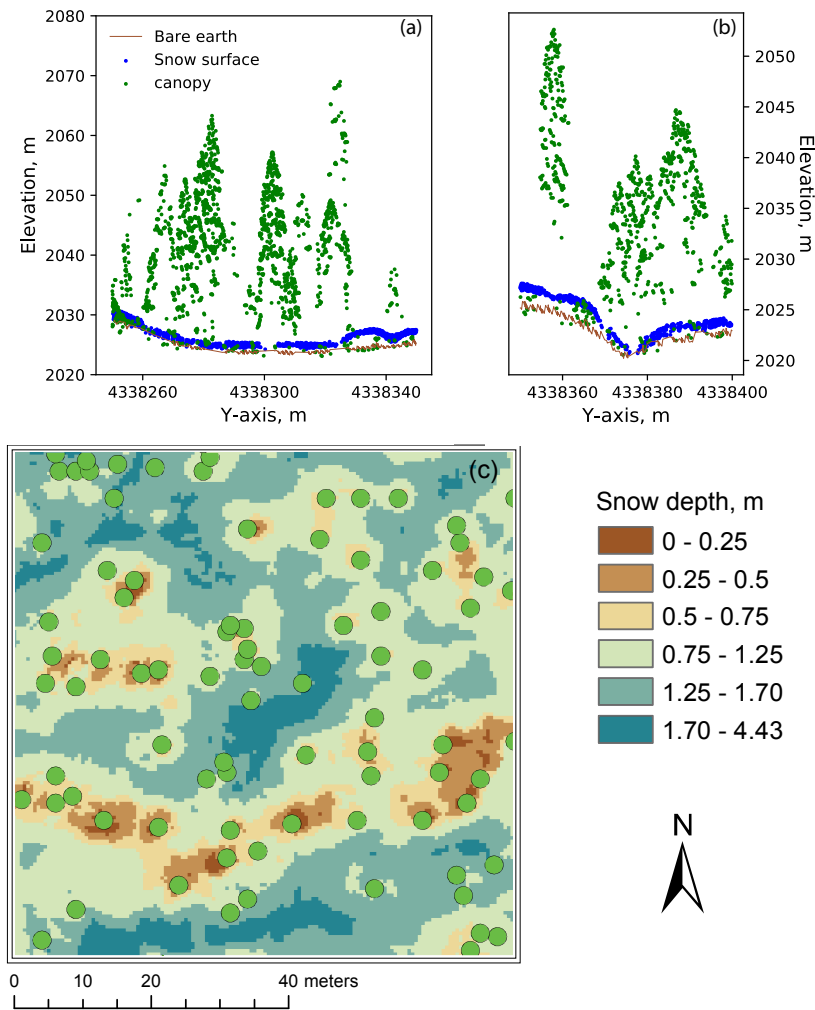 2080
2070
2060
2050
2040
2030
2020
Elevation, m
Bare earth
Snow surface
canopy
(a)
4338260 4338300 4338340
Y-axis, m
(b)
2050
2045
2040
2035
2030
2025
2020
Elevation, m
4338360 4338380 4338400
Y-axis, m
(c)
Snow depth, m
0 - 0.25
0.25 - 0.5
0.5 - 0.75
0.75 - 1.25
1.25 - 1.70
1.70 - 4.43
N
0 10 20 40 meters